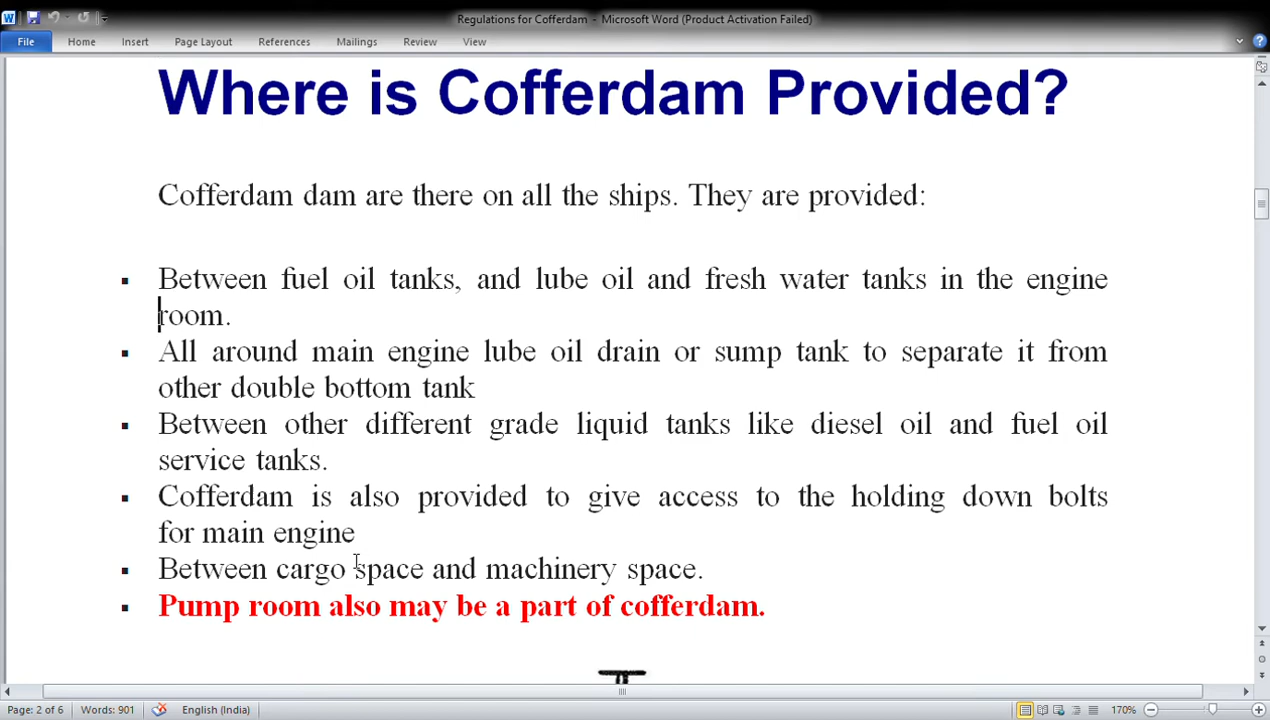 Regulations for Cofferdam - Microsoft Word (Product Activation Failed)
File Home Insert Page Layout References Mailings Review View
Where is Cofferdam Provided?
Cofferdam dam are there on all the ships. They are provided:
▪ Between fuel oil tanks, and lube oil and fresh water tanks in the engine
room.
▪ All around main engine lube oil drain or sump tank to separate it from
other double bottom tank
▪ Between other different grade liquid tanks like diesel oil and fuel oil
service tanks.
▪ Cofferdam is also provided to give access to the holding down bolts
for main engine
▪ Between cargo space and machinery space.
▪ Pump room also may be a part of cofferdam.
Page: 2 of 6 Words: 901 English (India) 170%